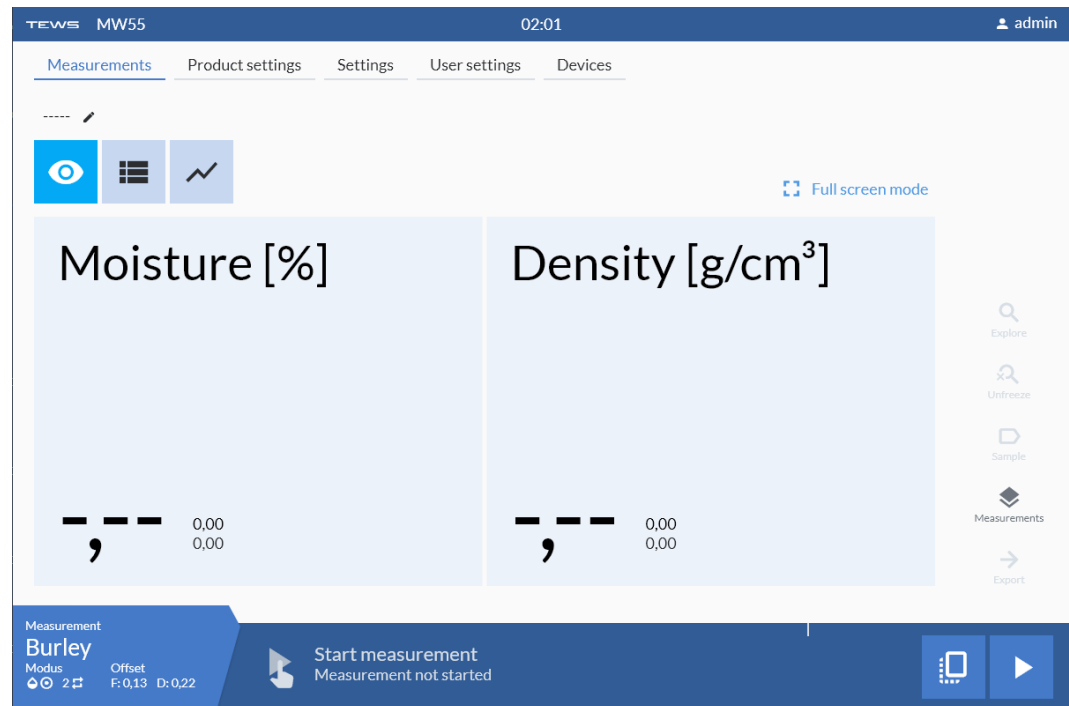 TEWS MW55 02:01 admin
Measurements Product settings Settings User settings Devices
-----
Full screen mode
Moisture [%] Density [g/cm³]
Explore
Unfreeze
Sample
Measurements
Export
-,-- 0,00 -,-- 0,00
0,00 0,00
Measurement
Burley
Modus Offset
2 F: 0,13 D: 0,22
Start measurement
Measurement not started